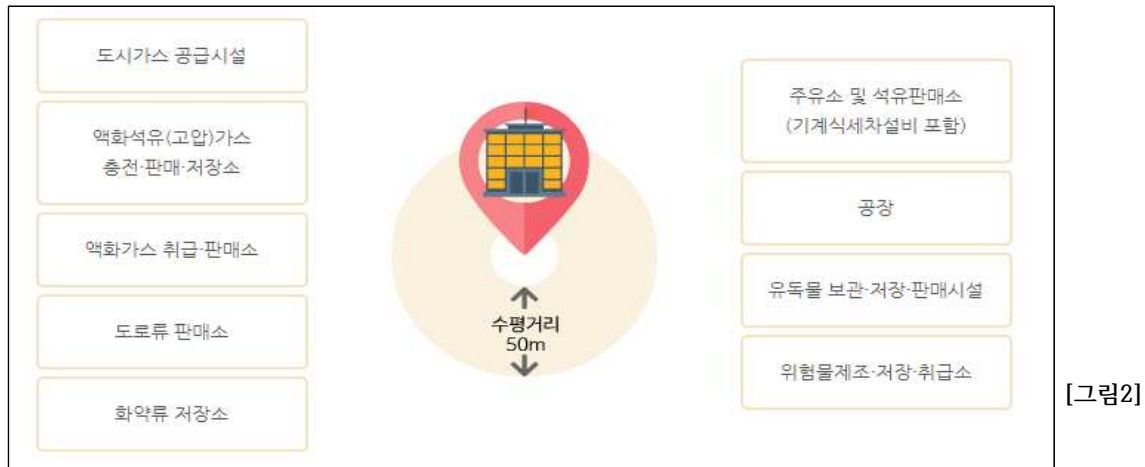 도시가스 공급시설
액화석유(고압)가스
충전·판매·저장소
액화가스 취급·판매소
도로류 판매소
화약류 저장소
수평거리
50m
주유소 및 석유판매소
(기계식세차설비 포함)
공장
유독물 보관·저장·판매시설
위험물제조·저장·취급소
[그림2]